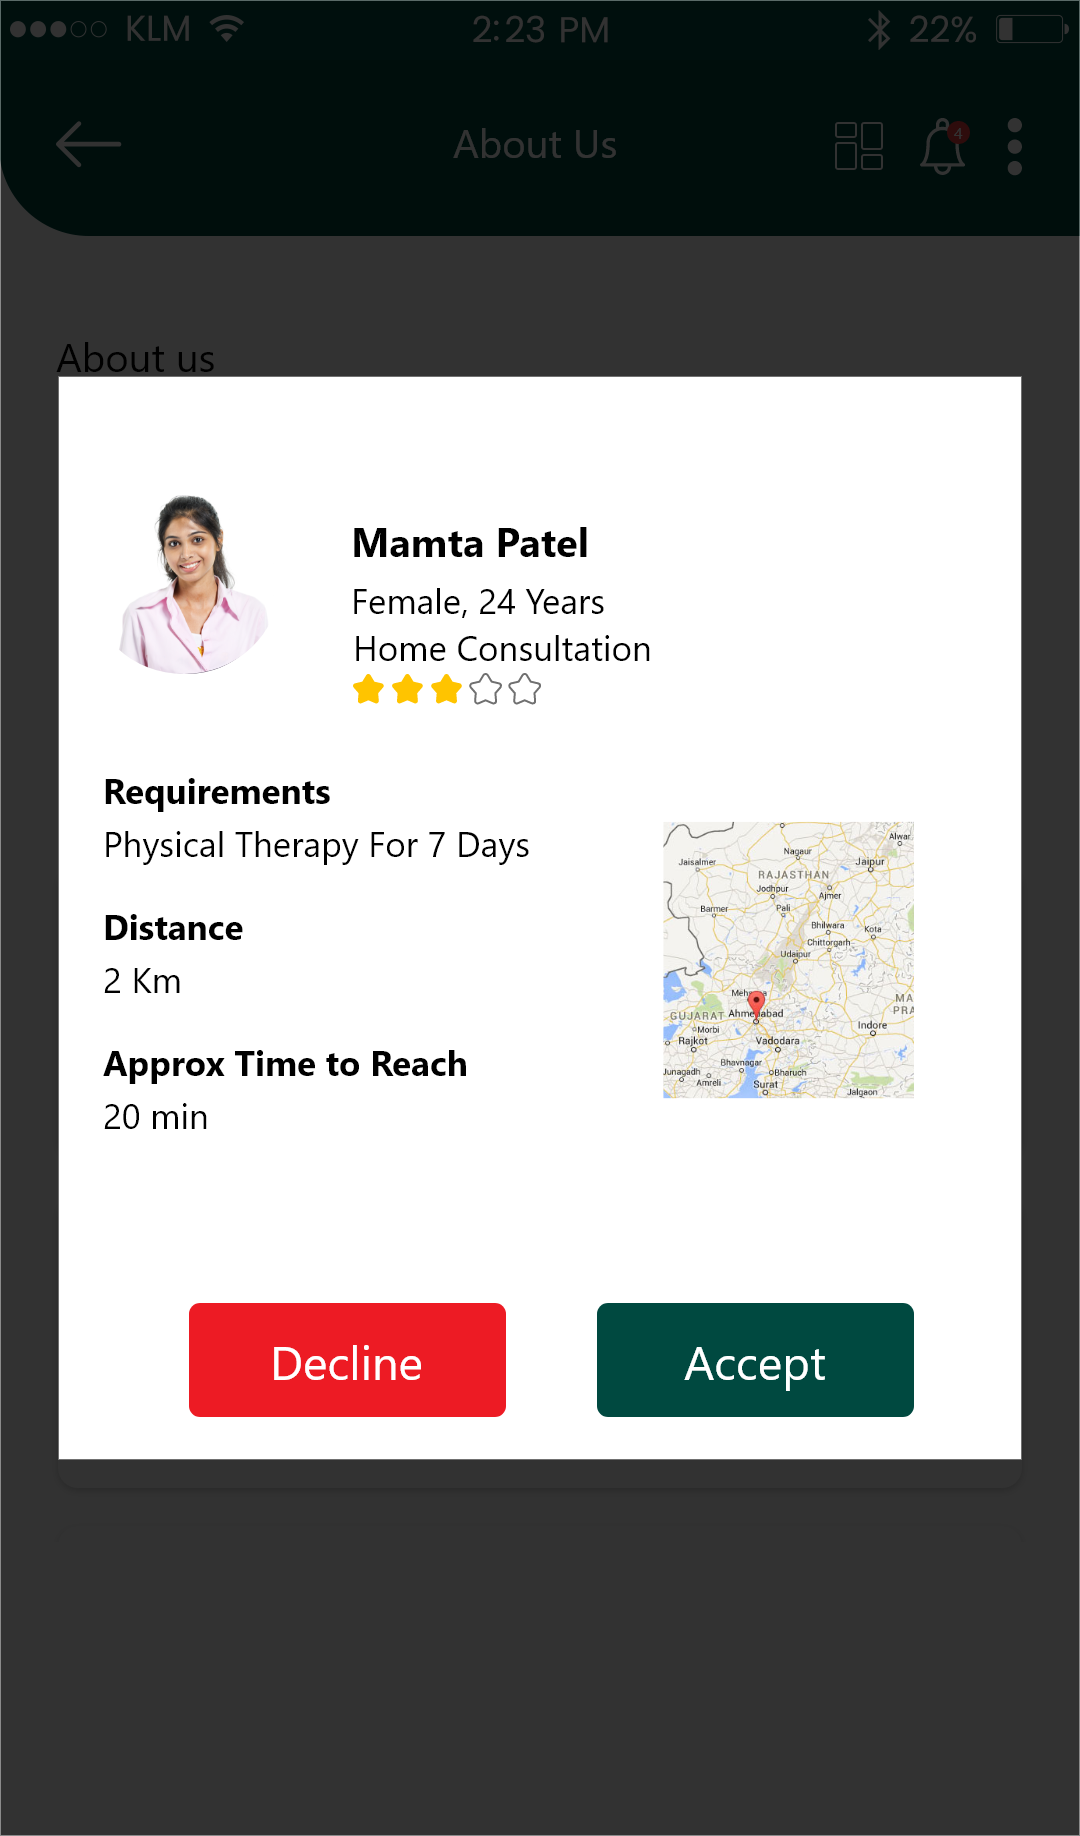 KLM 2:23 PM 22%
About Us
4
About us
Mamta Patel
Female, 24 Years
Home Consultation
Requirements
Physical Therapy For 7 Days
Distance
2 Km
Approx Time to Reach
20 min
Alwar
Nagaur
Jaisalmer
Jaipur
RAJASTHAN
Jodhpur
Ajmer
Barmer
Pali
Bhilwara
Kota
Chittorgarh
Udaipur
GUJARAT
Morbi
Rajkot
Vadodara
Indore
MA
PRA
Bhavnagar
Bharuch
Junagadh
Amreli
Surat
Jalgaon
Decline
Accept